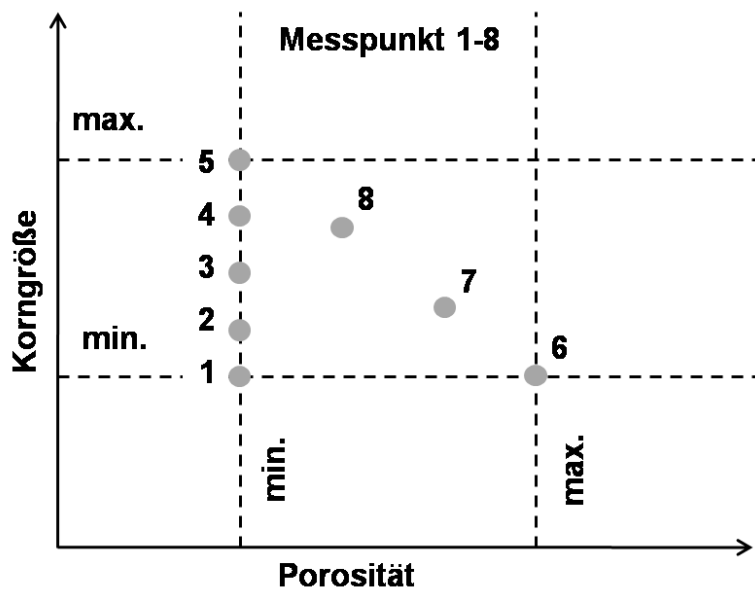 Messpunkt 1-8
max.
5
4
8
3
7
2
min.
1
6
Korngröße
min.
max.
Porosität